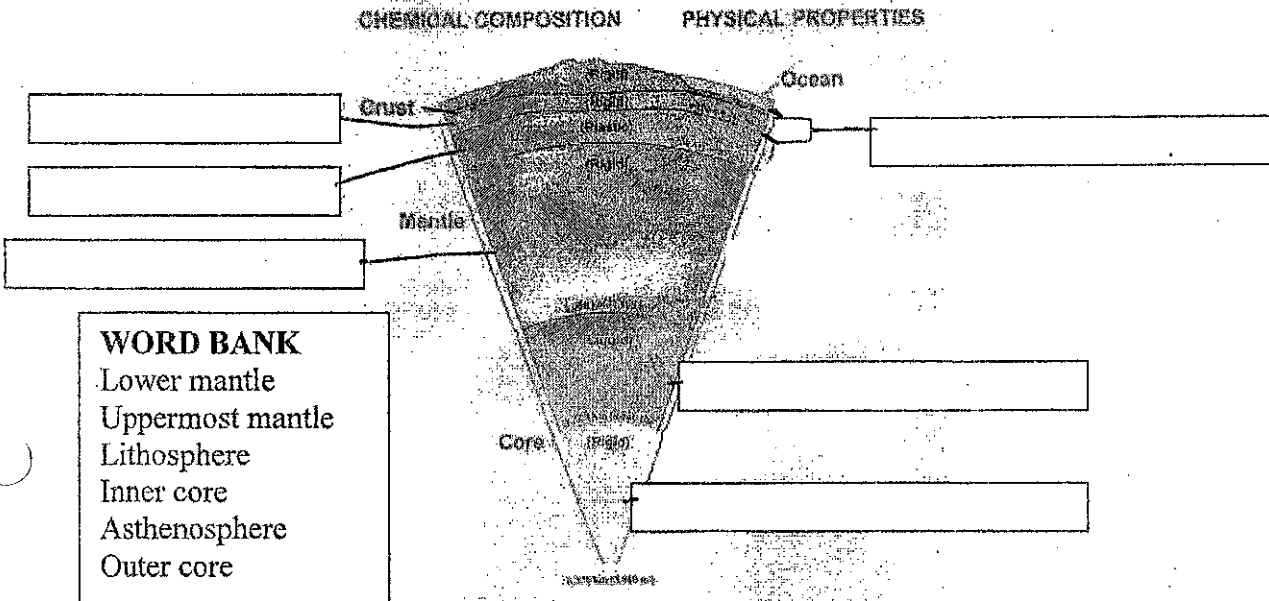 CHEMICAL COMPOSITION PHYSICAL PROPERTIES
(Rigid)
Ocean
Crust
(Rigid)
(Plastic)
(Rigid)
Mantle
(Liquid)
Core
(Rigid)
WORD BANK
Lower mantle
Uppermost mantle
Lithosphere
Inner core
Asthenosphere
Outer core